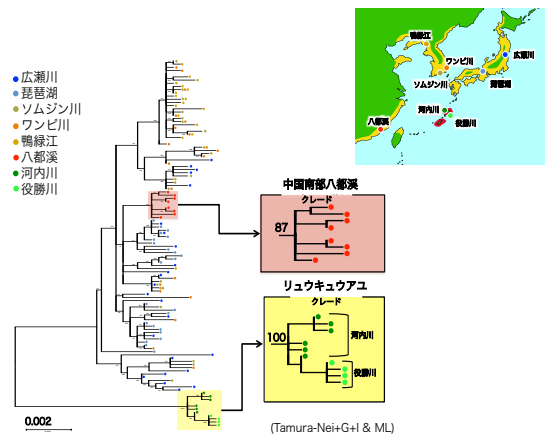 広瀬川
琵琶湖
ソムジン川
ワンピ川
鴨緑江
八都渓
河内川
役勝川
鴨緑江
ワンピ川
ソムジン川
広瀬川
琵琶湖
河内川
役勝川
八都渓
中国南部八都渓
クレード
87
リュウキュウアユ
クレード
100
河内川
役勝川
0.002
(Tamura-Nei+G+I & ML)